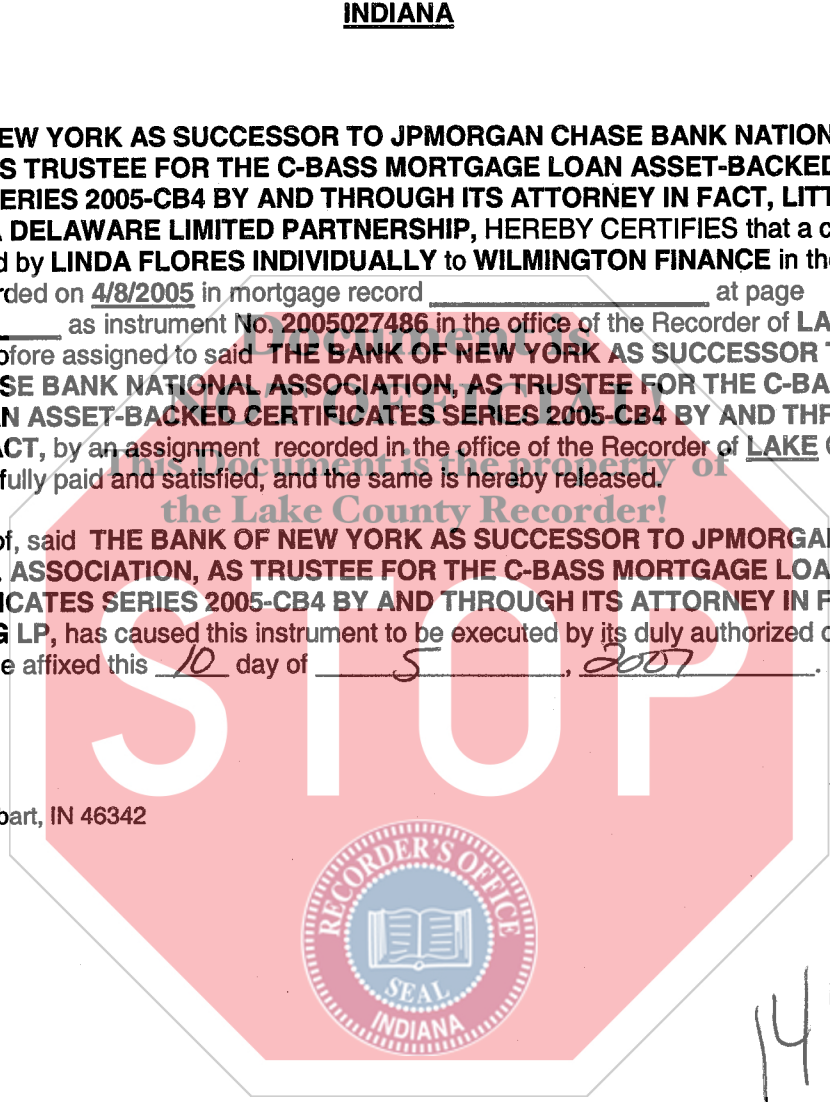 INDIANA
EW YORK AS SUCCESSOR TO JPMORGAN CHASE BANK NATION
S TRUSTEE FOR THE C-BASS MORTGAGE LOAN ASSET-BACKED
ERIES 2005-CB4 BY AND THROUGH ITS ATTORNEY IN FACT, LITT
DELAWARE LIMITED PARTNERSHIP, HEREBY CERTIFIES that a c
d by LINDA FLORES INDIVIDUALLY to WILMINGTON FINANCE in the
rded on 4/8/2005 in mortgage record ____________ at page
______ as instrument No. 2005027486 in the office of the Recorder of LA
Document is
ofore assigned to said THE BANK OF NEW YORK AS SUCCESSOR T
SE BANK NATIONAL ASSOCIATION, AS TRUSTEE FOR THE C-BA
NOT OFFICIAL!
N ASSET-BACKED CERTIFICATES SERIES 2005-CB4 BY AND THR
ACT, by an assignment recorded in the office of the Recorder of LAKE
This Document is the property of
fully paid and satisfied, and the same is hereby released.
the Lake County Recorder!
of, said THE BANK OF NEW YORK AS SUCCESSOR TO JPMORGAN
ASSOCIATION, AS TRUSTEE FOR THE C-BASS MORTGAGE LOA
ICATES SERIES 2005-CB4 BY AND THROUGH ITS ATTORNEY IN F
G LP, has caused this instrument to be executed by its duly authorized o
e affixed this 10 day of 5, 2007.
STOP
bart, IN 46342
RECORDER'S OFFICE
SEAL
INDIANA
14